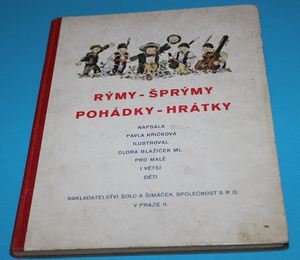 RÝMY-ŠPRÝMY
POHÁDKY-HRÁTKY
NAPSALA
PAVLA KŘIČKOVÁ
ILUSTROVAL
OLDRA BLAŽÍČEK ML.
PRO MALÉ
I VĚTŠÍ
DĚTI
NAKLADATELSTVÍ ŠOLC A ŠIMÁČEK, SPOLEČNOST S R. O.
V PRAZE II.